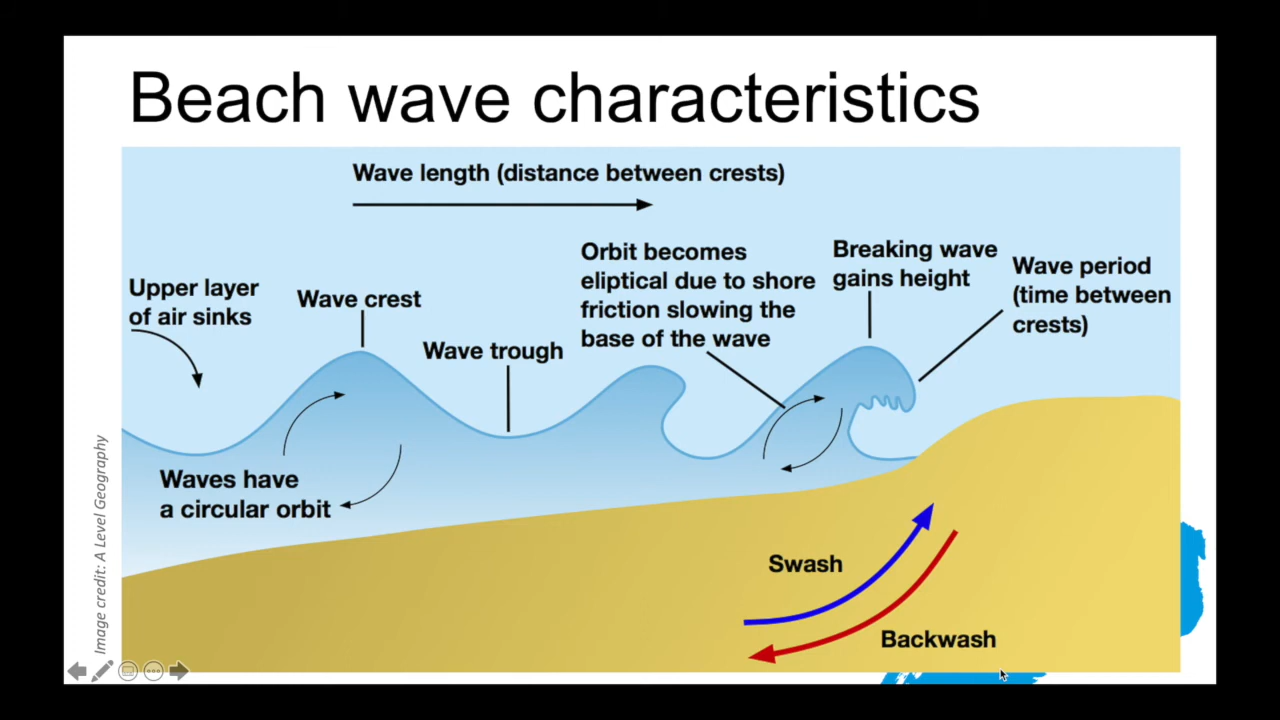 Beach wave characteristics
Wave length (distance between crests)
Upper layer
of air sinks
Wave crest
Wave trough
Orbit becomes
eliptical due to shore
friction slowing the
base of the wave
Breaking wave
gains height
Wave period
(time between
crests)
Waves have
a circular orbit
Swash
Backwash
Image credit: A Level Geography